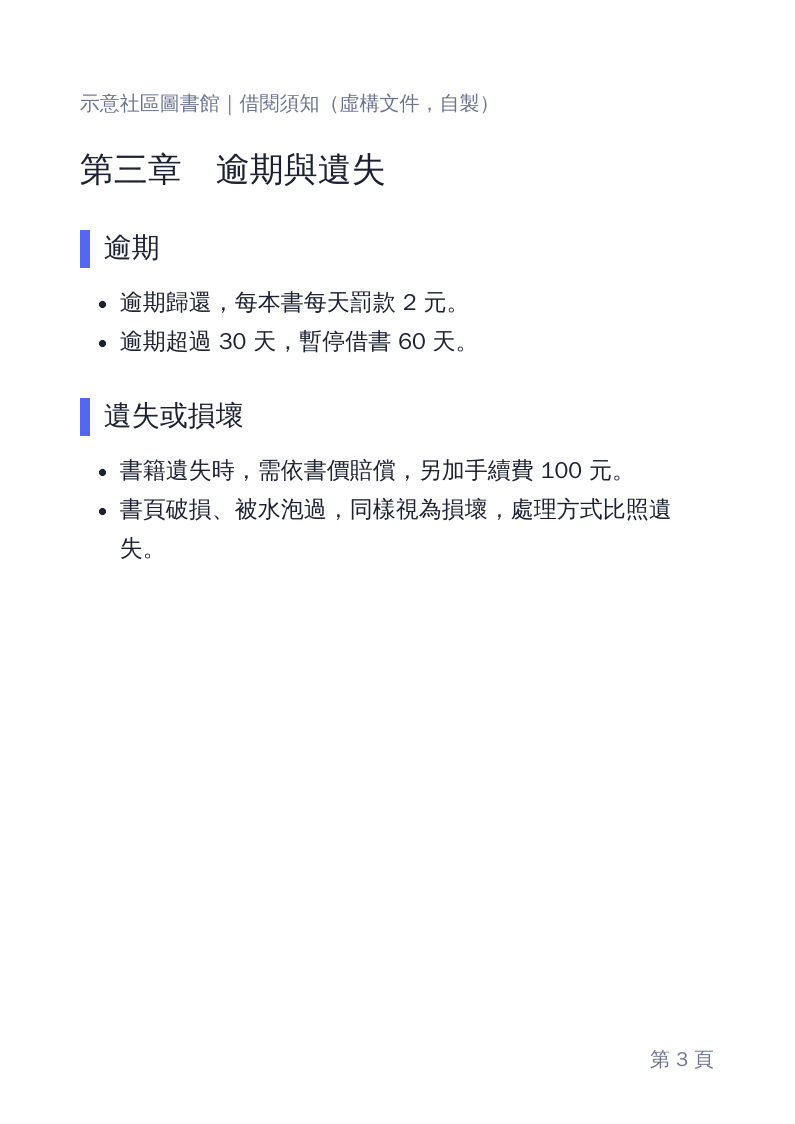 示意社區圖書館｜借閱須知（虛構文件，自製）
第三章　逾期與遺失
逾期
• 逾期歸還，每本書每天罰款 2 元。
• 逾期超過 30 天，暫停借書 60 天。
遺失或損壞
• 書籍遺失時，需依書價賠償，另加手續費 100 元。
• 書頁破損、被水泡過，同樣視為損壞，處理方式比照遺
失。
第 3 頁